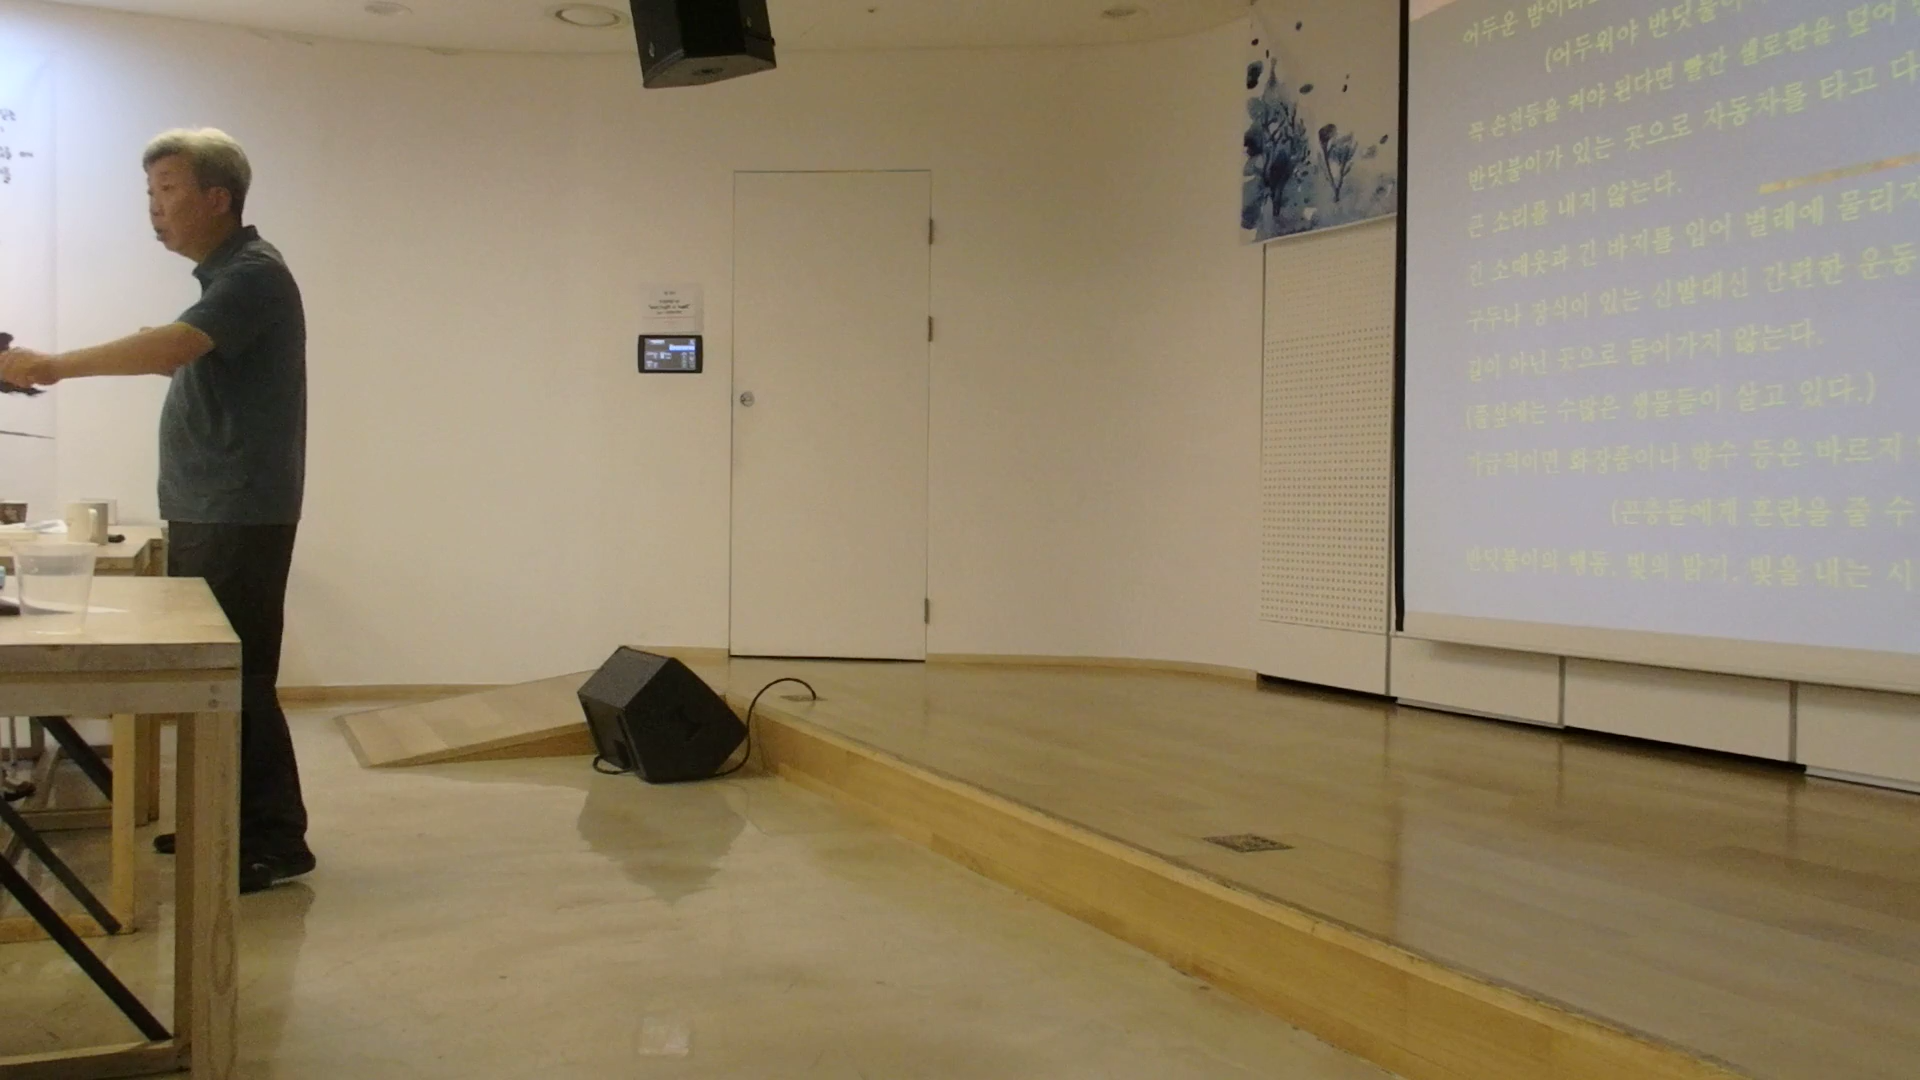 어두운 밤이나
(어두워야 반딧불이
꼭 손전등을 켜야 된다면 빨간 셀로판을 덮어
반딧불이가 있는 곳으로 자동차를 타고 다
큰 소리를 내지 않는다.
긴 소매옷과 긴 바지를 입어 벌레에 물리지
구두나 장식이 있는 신발대신 간편한 운동
길이 아닌 곳으로 들어가지 않는다.
(풀섶에는 수많은 생물들이 살고 있다.)
가급적이면 화장품이나 향수 등은 바르지
(곤충들에게 혼란을 줄 수
반딧불이의 행동, 빛의 밝기, 빛을 내는 시